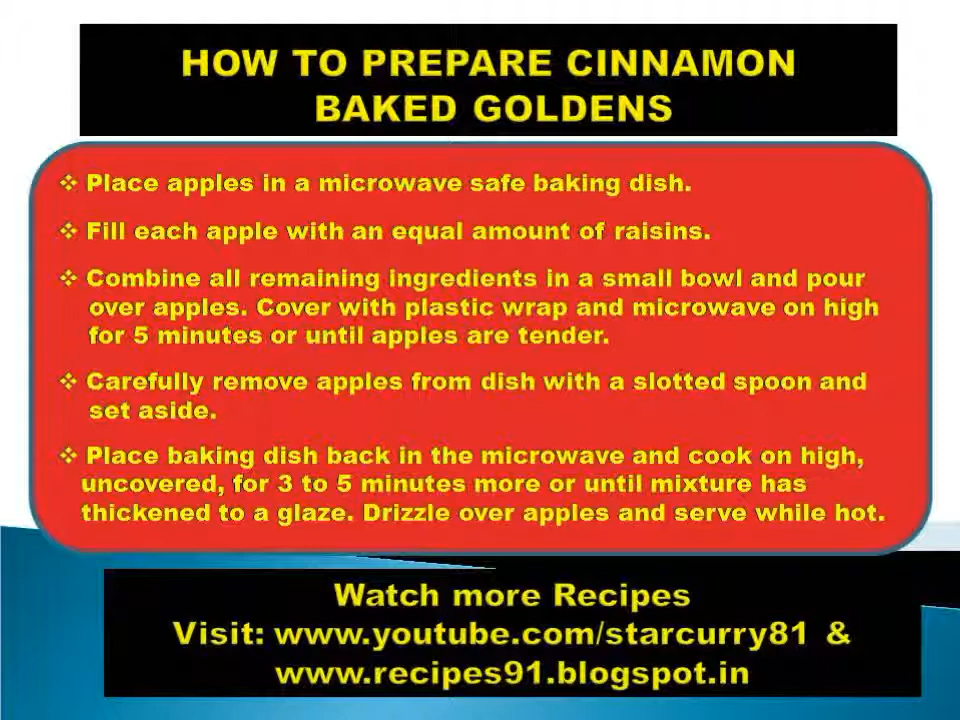 HOW TO PREPARE CINNAMON
BAKED GOLDENS
❖ Place apples in a microwave safe baking dish.
❖ Fill each apple with an equal amount of raisins.
❖ Combine all remaining ingredients in a small bowl and pour
over apples. Cover with plastic wrap and microwave on high
for 5 minutes or until apples are tender.
❖ Carefully remove apples from dish with a slotted spoon and
set aside.
❖ Place baking dish back in the microwave and cook on high,
uncovered, for 3 to 5 minutes more or until mixture has
thickened to a glaze. Drizzle over apples and serve while hot.
Watch more Recipes
Visit: www.youtube.com/starcurry81 &
www.recipes91.blogspot.in